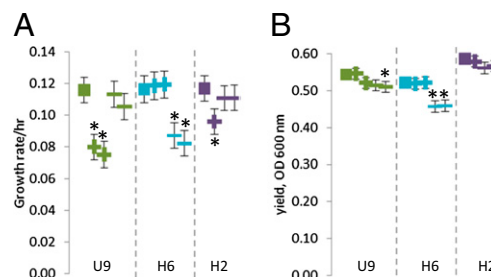 A
Growth rate/hr
0.14
0.12
0.10
0.08
0.06
0.04
0.02
0.00
* * * * *
U9 H6 H2
B
yield, OD 600 nm
0.60
0.50
0.40
0.30
0.20
0.10
0.00
* * *
U9 H6 H2